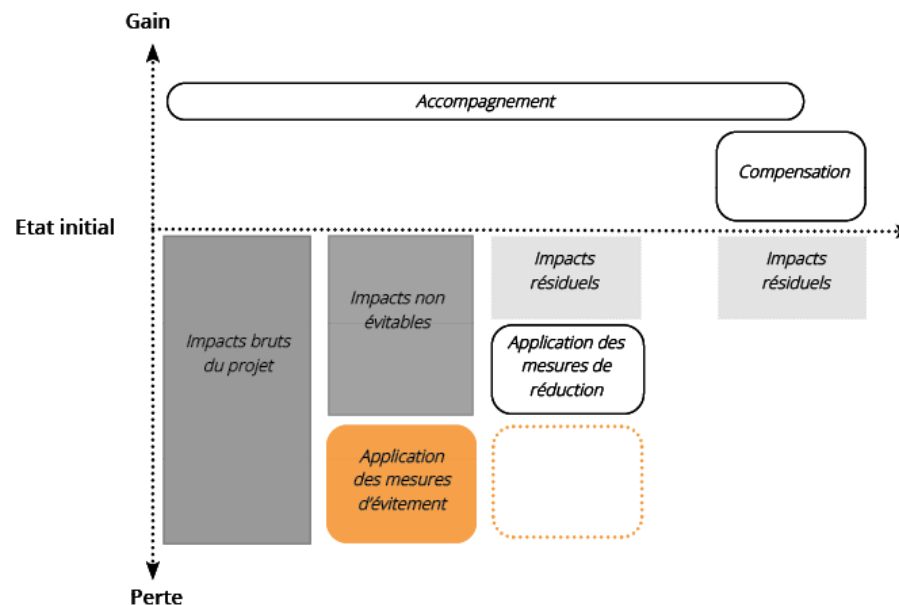 Gain
Accompagnement
Compensation
Etat initial
Impacts bruts
du projet
Impacts non
évitables
Impacts
résiduels
Impacts
résiduels
Application des
mesures de
réduction
Application
des mesures
d'évitement
Perte